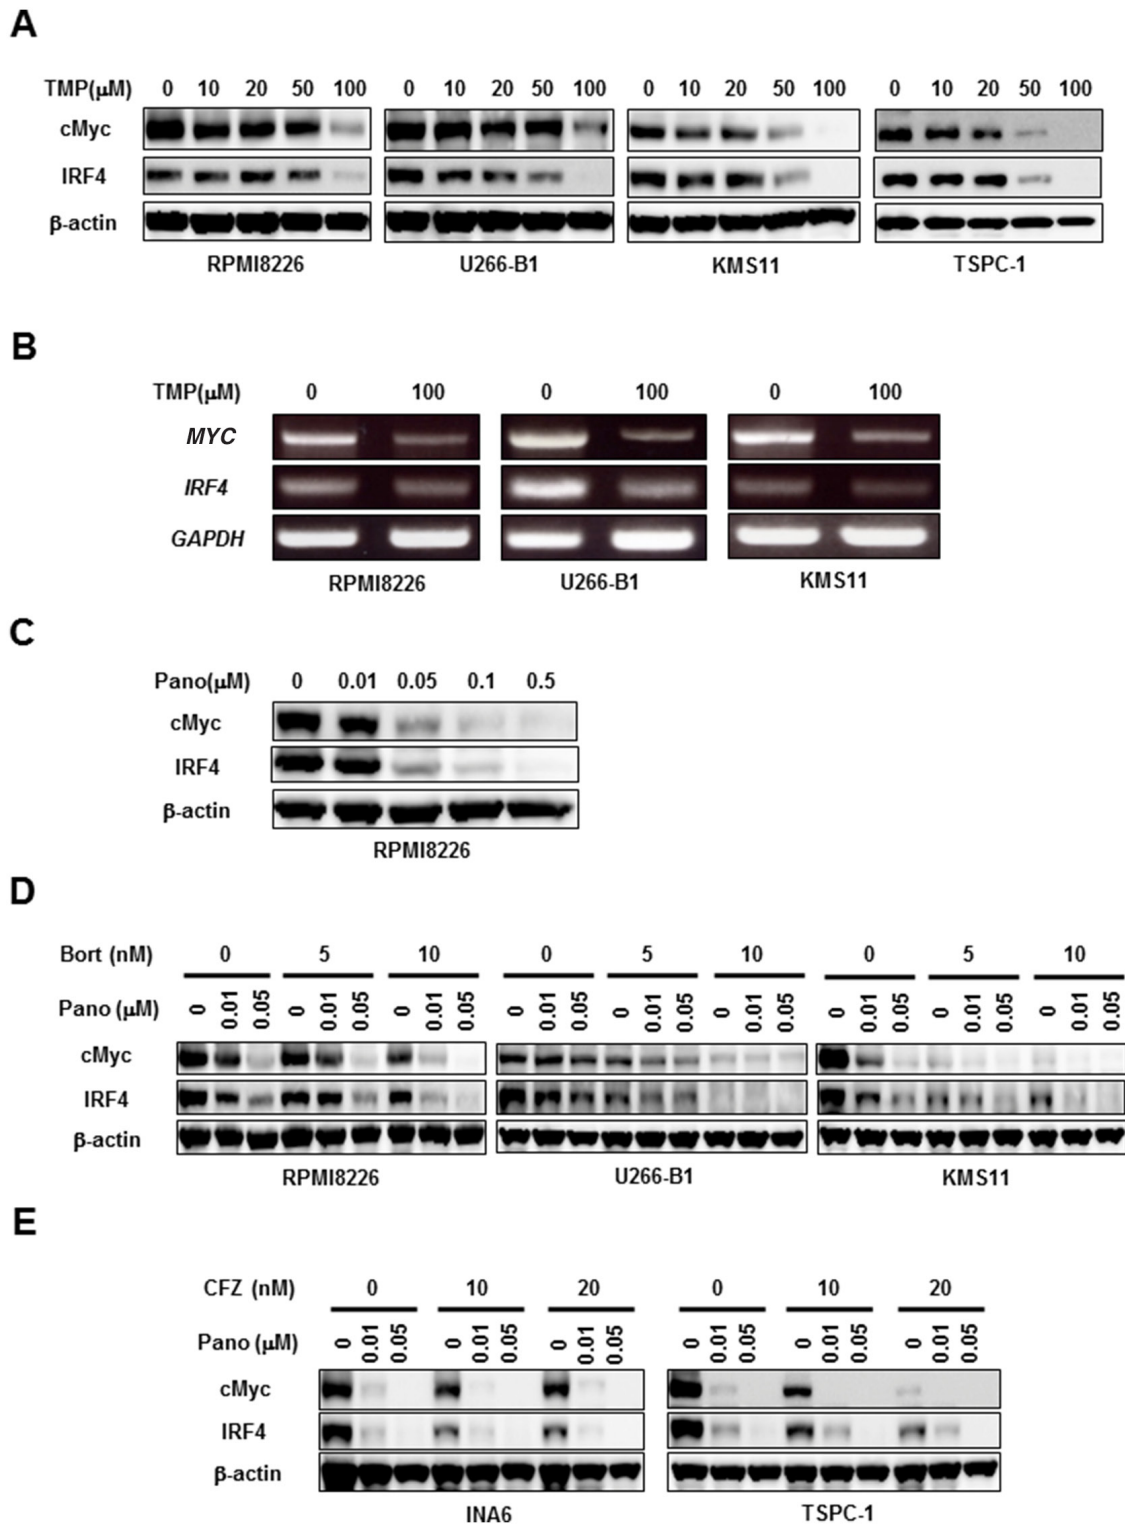 A
TMP(μM) 0 10 20 50 100 0 10 20 50 100 0 10 20 50 100 0 10 20 50 100
cMyc
IRF4
β-actin
RPMI8226 U266-B1 KMS11 TSPC-1
B
TMP(μM) 0 100 0 100 0 100
MYC
IRF4
GAPDH
RPMI8226 U266-B1 KMS11
C
Pano(μM) 0 0.01 0.05 0.1 0.5
cMyc
IRF4
β-actin
RPMI8226
D
Bort (nM) 0 5 10 0 5 10 0 5 10
Pano (μM) 0 0.01 0.05 0 0.01 0.05 0 0.01 0.05 0 0.01 0.05 0 0.01 0.05 0 0.01 0.05 0 0.01 0.05 0 0.01 0.05 0 0.01 0.05
cMyc
IRF4
β-actin
RPMI8226 U266-B1 KMS11
E
CFZ (nM) 0 10 20 0 10 20
Pano (μM) 0 0.01 0.05 0 0.01 0.05 0 0.01 0.05 0 0.01 0.05 0 0.01 0.05 0 0.01 0.05
cMyc
IRF4
β-actin
INA6 TSPC-1